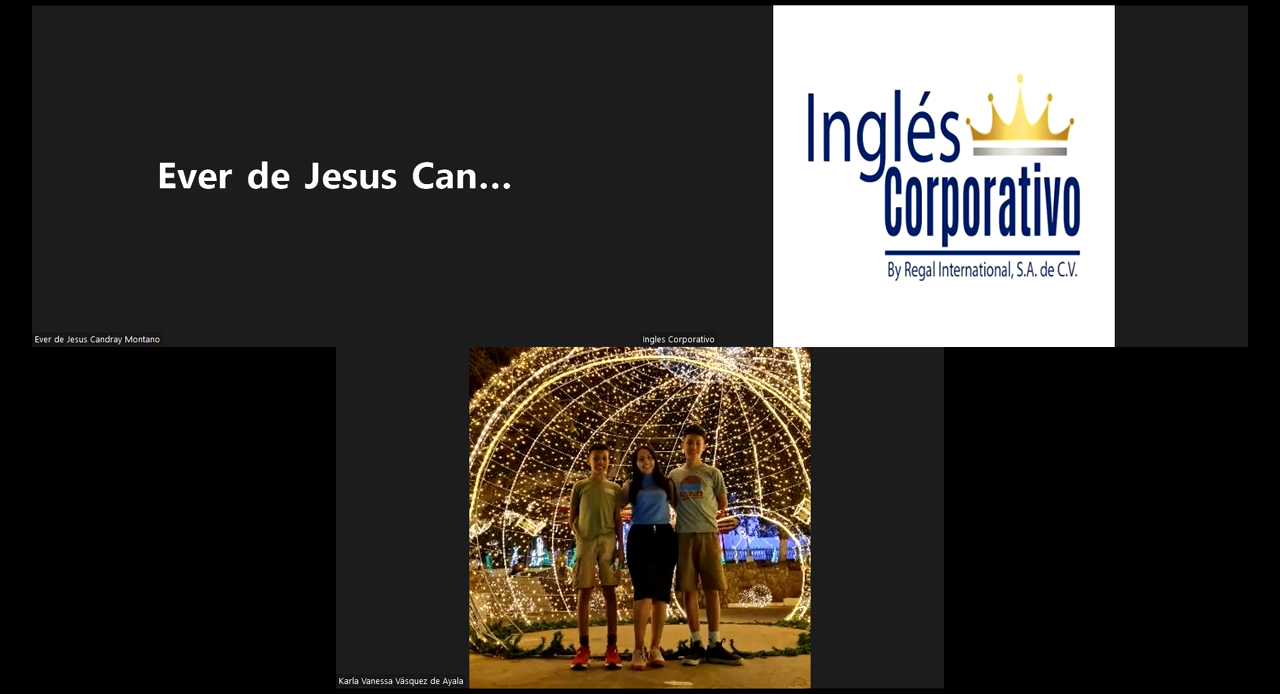 Ever de Jesus Can...
Inglés
Corporativo
By Regal International, S.A. de C.V.
Ever de Jesus Candray Montano
Ingles Corporativo
Karla Vanessa Vásquez de Ayala